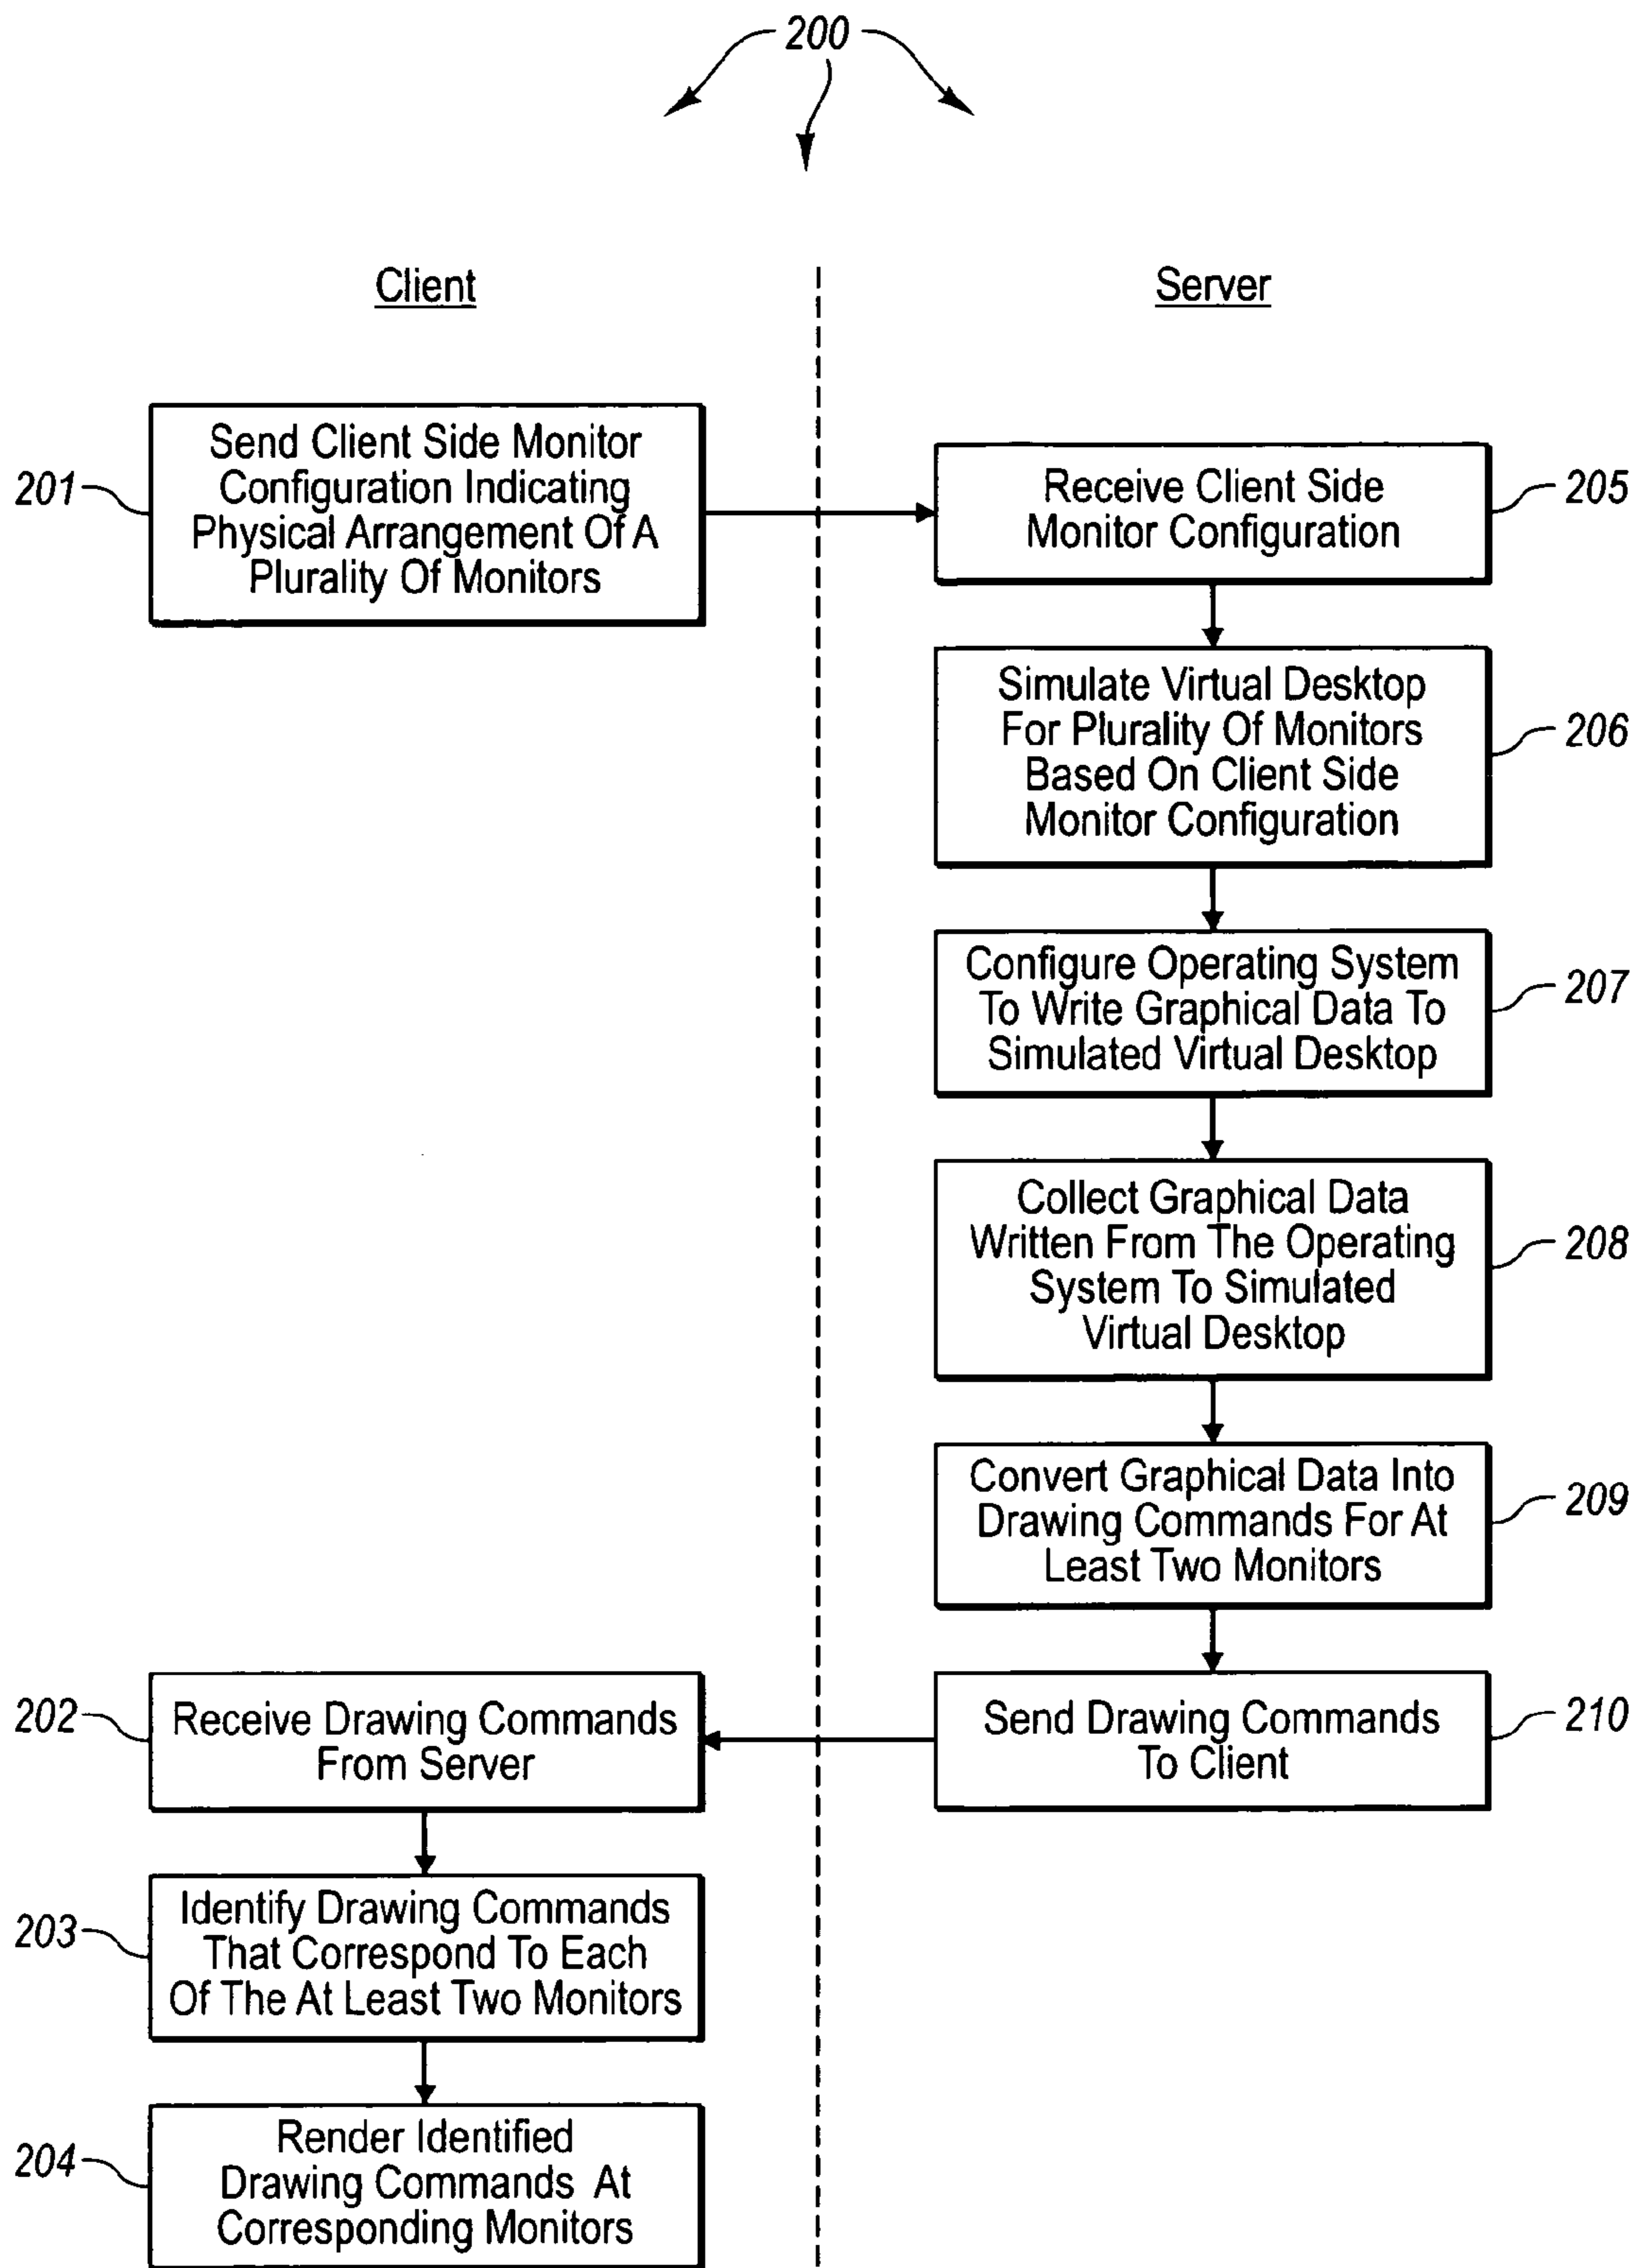 200
Client
Server
201
Send Client Side Monitor
Configuration Indicating
Physical Arrangement Of A
Plurality Of Monitors
Receive Client Side
Monitor Configuration
205
Simulate Virtual Desktop
For Plurality Of Monitors
Based On Client Side
Monitor Configuration
206
Configure Operating System
To Write Graphical Data To
Simulated Virtual Desktop
207
Collect Graphical Data
Written From The Operating
System To Simulated
Virtual Desktop
208
Convert Graphical Data Into
Drawing Commands For At
Least Two Monitors
209
Send Drawing Commands
To Client
210
202
Receive Drawing Commands
From Server
203
Identify Drawing Commands
That Correspond To Each
Of The At Least Two Monitors
204
Render Identified
Drawing Commands At
Corresponding Monitors